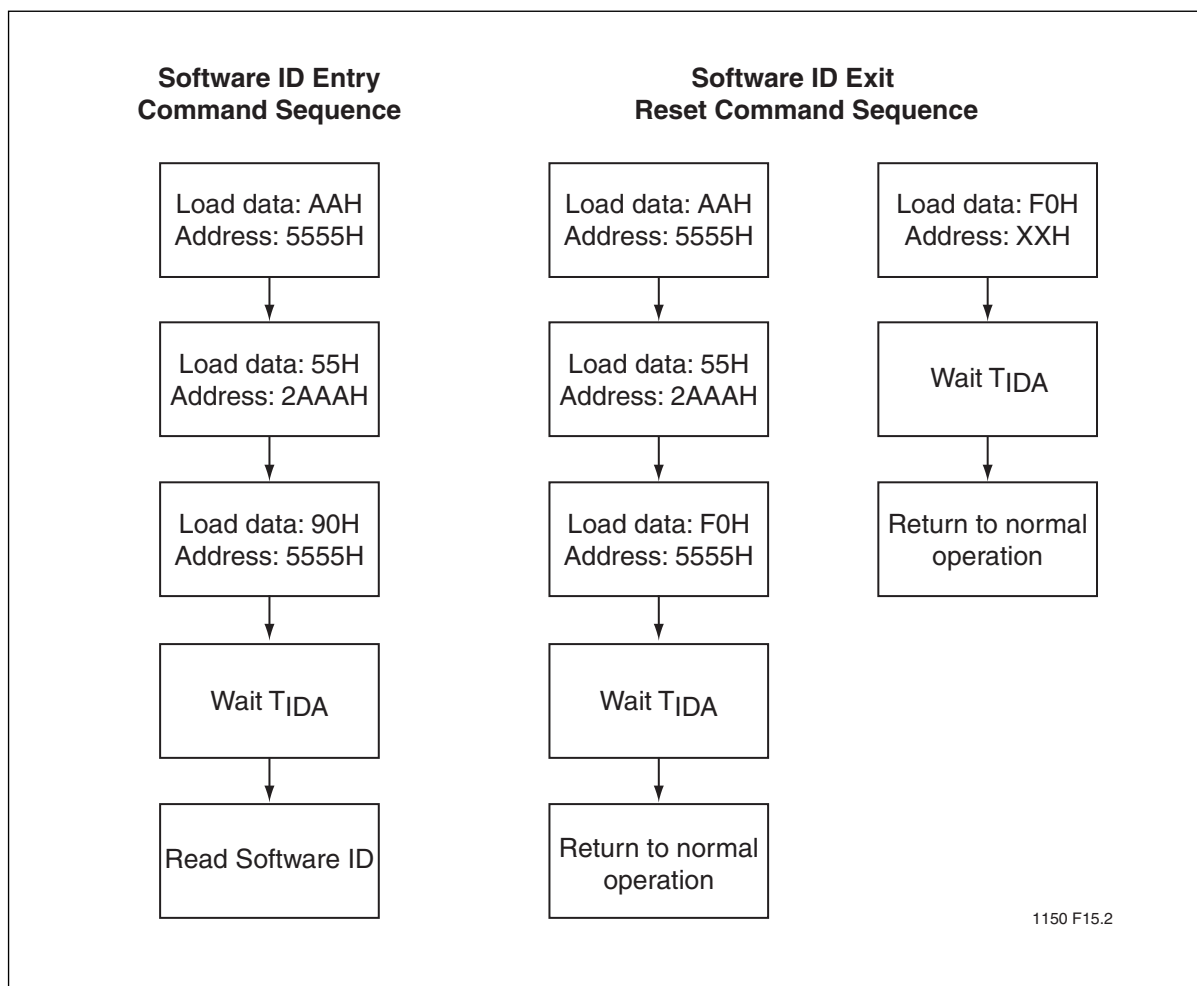 Software ID Entry
Command Sequence
Load data: AAH
Address: 5555H
Load data: 55H
Address: 2AAAH
Load data: 90H
Address: 5555H
Wait TIDA
Read Software ID
Software ID Exit
Reset Command Sequence
Load data: AAH
Address: 5555H
Load data: 55H
Address: 2AAAH
Load data: F0H
Address: 5555H
Wait TIDA
Return to normal
operation
Load data: F0H
Address: XXH
Wait TIDA
Return to normal
operation
1150 F15.2